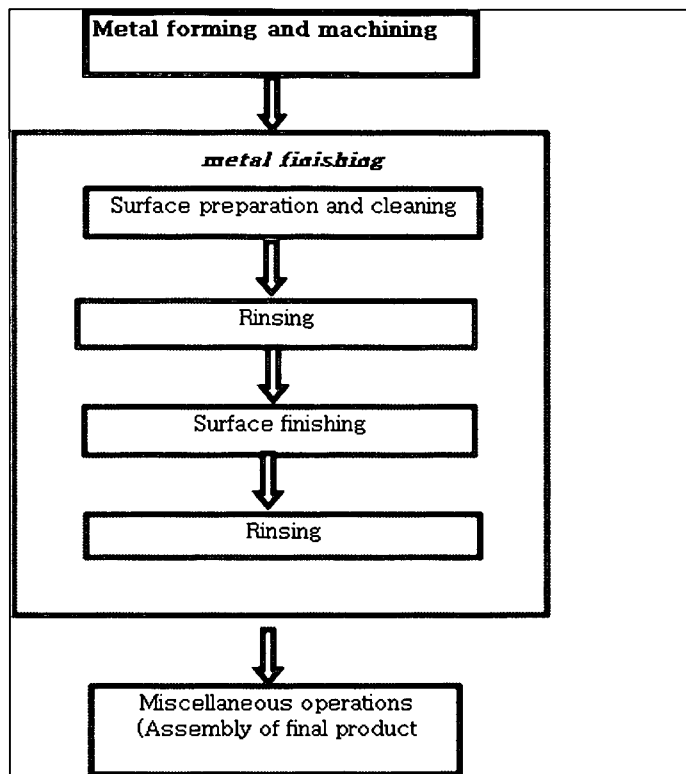 Metal forming and machining
metal finishing
Surface preparation and cleaning
Rinsing
Surface finishing
Rinsing
Miscellaneous operations
(Assembly of final product